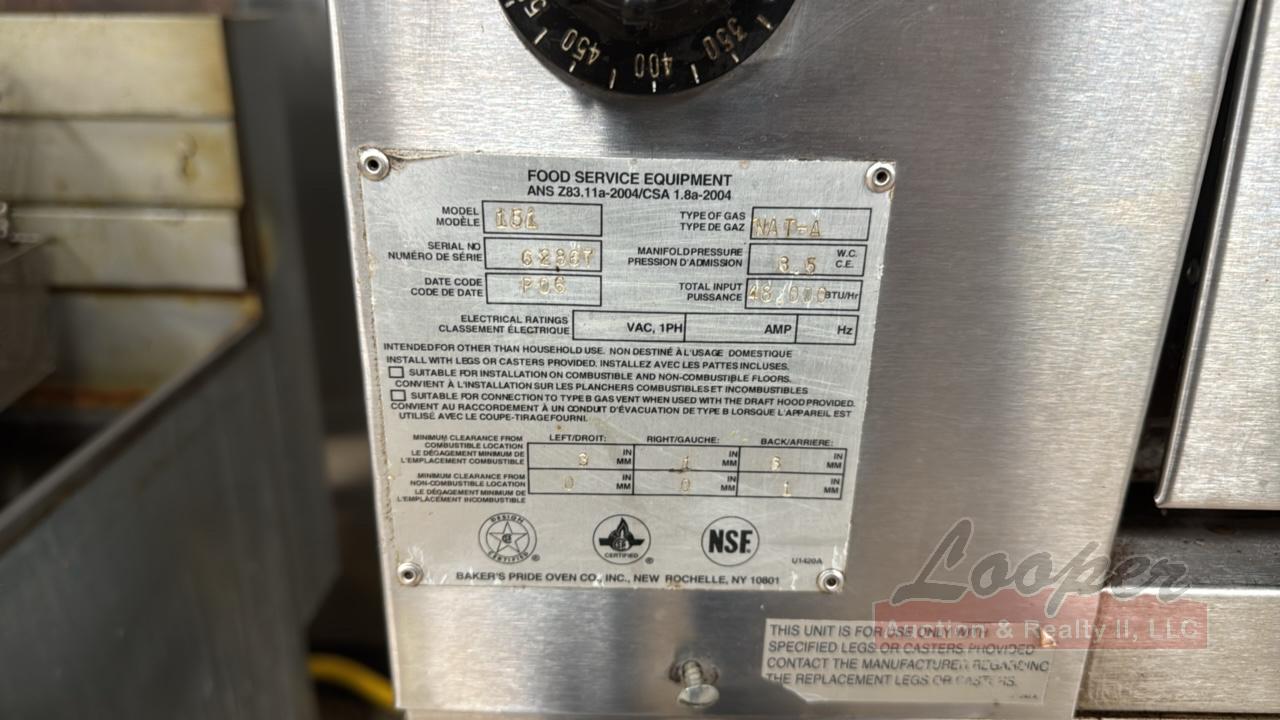 450
400
350
FOOD SERVICE EQUIPMENT
ANS Z83.11a-2004/CSA 1.8a-2004
MODEL 151
MODÈLE
TYPE OF GAS NAT-A
TYPE DE GAZ
SERIAL NO
NUMÉRO DE SÉRIE
MANIFOLD PRESSURE W.C.
PRESSION D'ADMISSION C.E.
DATE CODE P06
CODE DE DATE
TOTAL INPUT 48,000 BTU/Hr
PUISSANCE
ELECTRICAL RATINGS VAC, 1PH AMP Hz
CLASSEMENT ÉLECTRIQUE
INTENDED FOR OTHER THAN HOUSEHOLD USE. NON DESTINÉ À L'USAGE DOMESTIQUE
INSTALL WITH LEGS OR CASTERS PROVIDED. INSTALLEZ AVEC LES PATTES INCLUSES.
SUITABLE FOR INSTALLATION ON COMBUSTIBLE AND NON-COMBUSTIBLE FLOORS.
CONVIENT À L'INSTALLATION SUR LES PLANCHERS COMBUSTIBLES ET INCOMBUSTIBLES
SUITABLE FOR CONNECTION TO TYPE B GAS VENT WHEN USED WITH THE DRAFT HOOD PROVIDED.
CONVIENT AU RACCORDEMENT À UN CONDUIT D'ÉVACUATION DE TYPE B LORSQUE L'APPAREIL EST
UTILISÉ AVEC LE COUPE-TIRAGE FOURNI.
LEFT/DROIT: RIGHT/GAUCHE: BACK/ARRIERE:
MINIMUM CLEARANCE FROM
COMBUSTIBLE LOCATION
LE DÉGAGEMENT MINIMUM DE
L'EMPLACEMENT COMBUSTIBLE
IN MM IN MM IN MM
MINIMUM CLEARANCE FROM
NON-COMBUSTIBLE LOCATION
LE DÉGAGEMENT MINIMUM DE
L'EMPLACEMENT INCOMBUSTIBLE
0 IN MM 0 IN MM 1 IN MM
DESIGN CERTIFIED ®
CERTIFIED ®
NSF.
U1420A
BAKER'S PRIDE OVEN CO., INC., NEW ROCHELLE, NY 10801
THIS UNIT IS FOR USE ONLY WITH
SPECIFIED LEGS OR CASTERS PROVIDED
CONTACT THE MANUFACTURER REGARDING
THE REPLACEMENT LEGS OR CASTERS.
Looper
Auction & Realty II, LLC